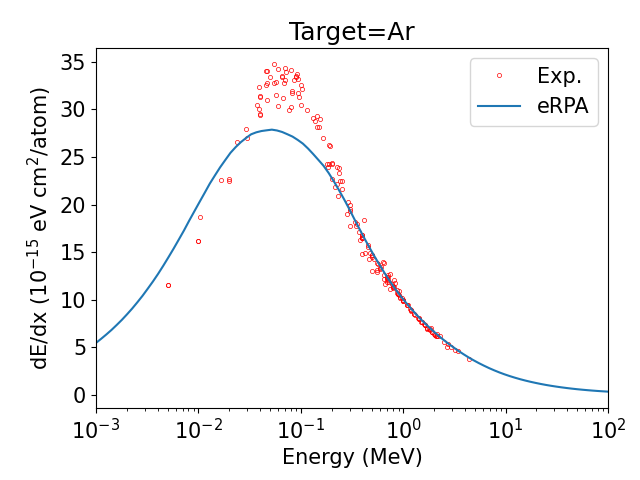 Target=Ar
dE/dx (10⁻¹⁵ eV cm²/atom)
35
30
25
20
15
10
5
0
Exp.
eRPA
10⁻³ 10⁻² 10⁻¹ 10⁰ 10¹ 10²
Energy (MeV)